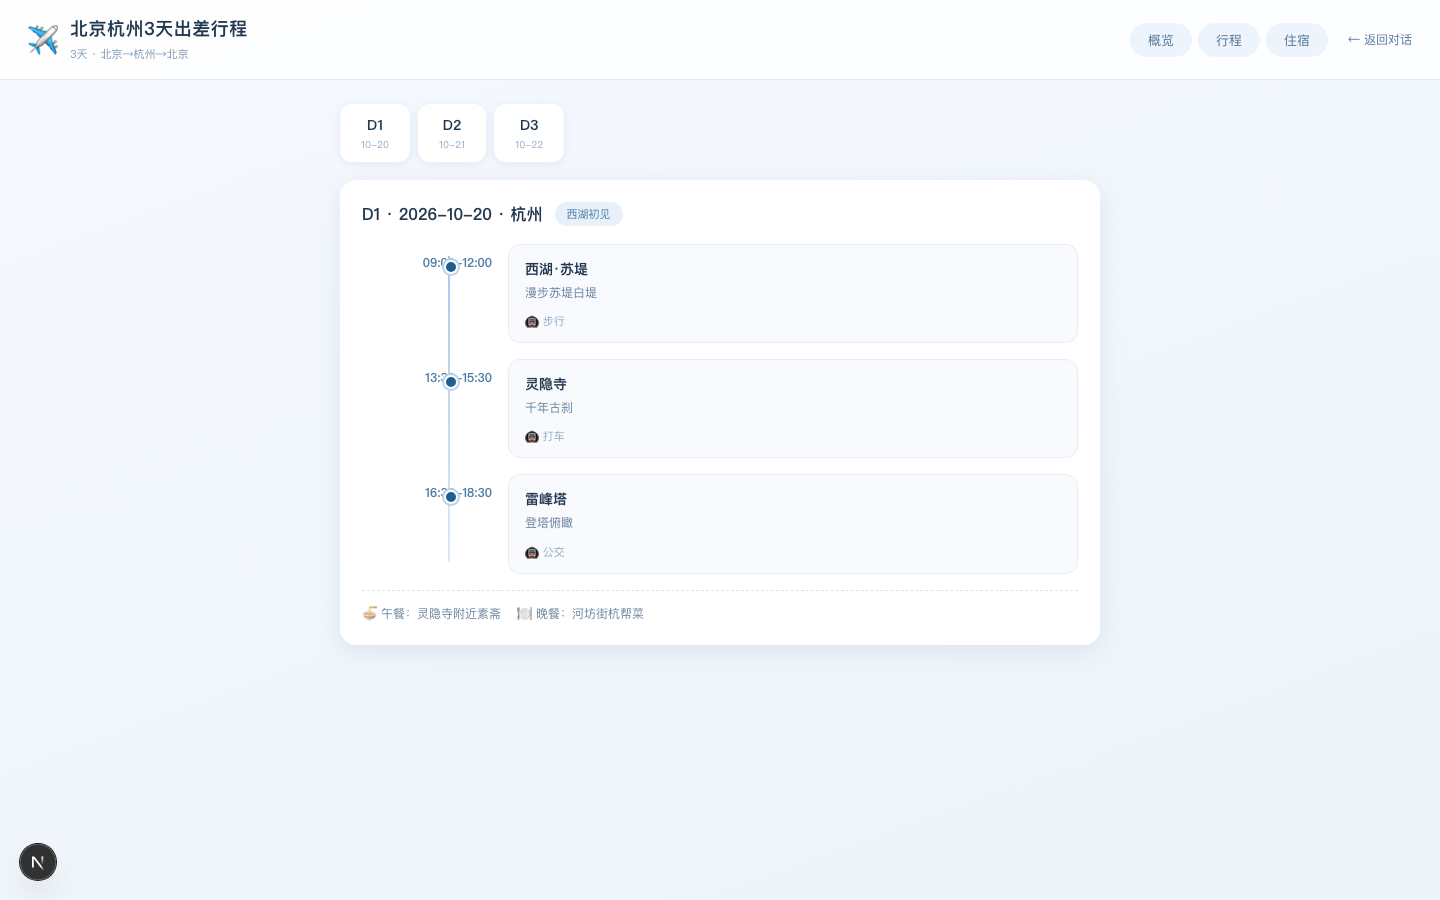 北京杭州3天出差行程
3天 · 北京→杭州→北京
概览
行程
住宿
← 返回对话
D1
10-20
D2
10-21
D3
10-22
D1 · 2026-10-20 · 杭州
西湖初见
-12:00
西湖·苏堤
漫步苏堤白堤
步行
-15:30
灵隐寺
千年古刹
打车
-18:30
雷峰塔
登塔俯瞰
公交
午餐：灵隐寺附近素斋 晚餐：河坊街杭帮菜
N